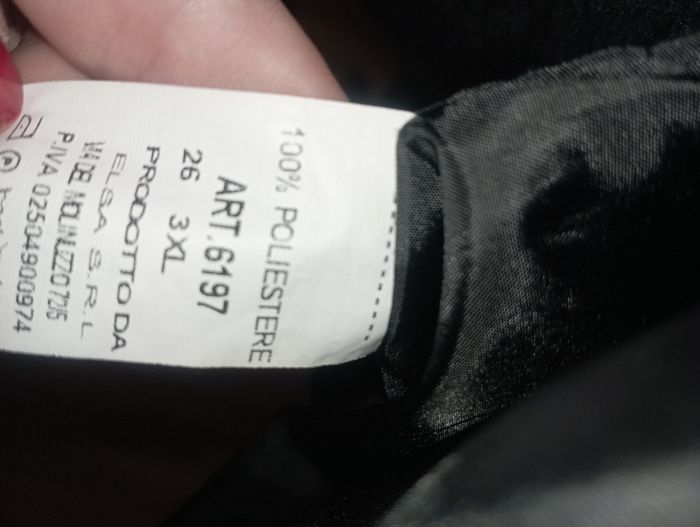 100% POLIESTERE
ART.6197
26 3XL
PRODOTTO DA
ELSA S.R.L.
P.IVA 02504900974